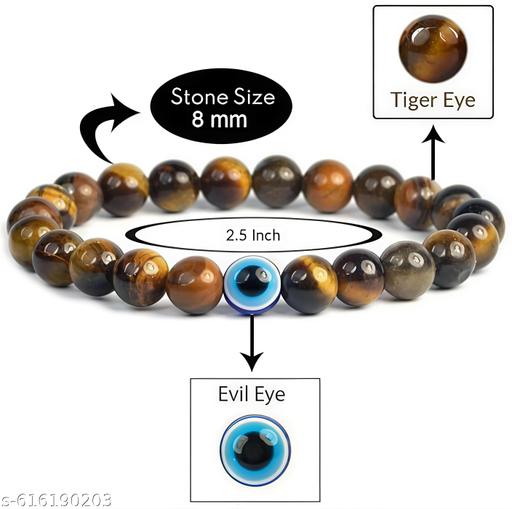 Stone Size
8 mm
Tiger Eye
2.5 Inch
Evil Eye
s-616190203